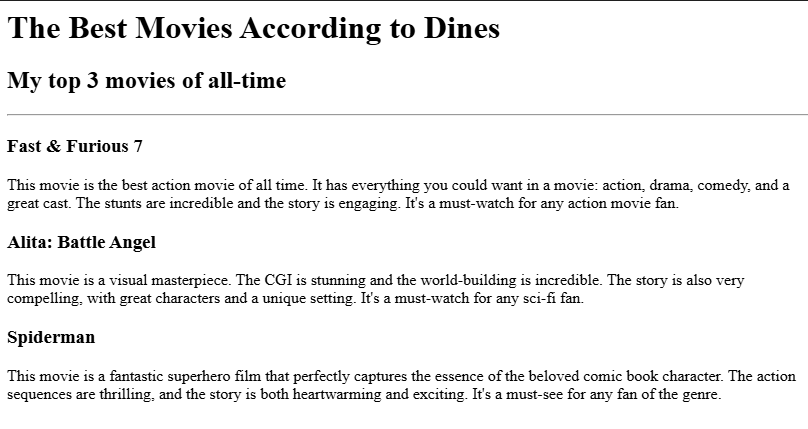 The Best Movies According to Dines
My top 3 movies of all-time
Fast & Furious 7
This movie is the best action movie of all time. It has everything you could want in a movie: action, drama, comedy, and a
great cast. The stunts are incredible and the story is engaging. It's a must-watch for any action movie fan.
Alita: Battle Angel
This movie is a visual masterpiece. The CGI is stunning and the world-building is incredible. The story is also very
compelling, with great characters and a unique setting. It's a must-watch for any sci-fi fan.
Spiderman
This movie is a fantastic superhero film that perfectly captures the essence of the beloved comic book character. The action
sequences are thrilling, and the story is both heartwarming and exciting. It's a must-see for any fan of the genre.